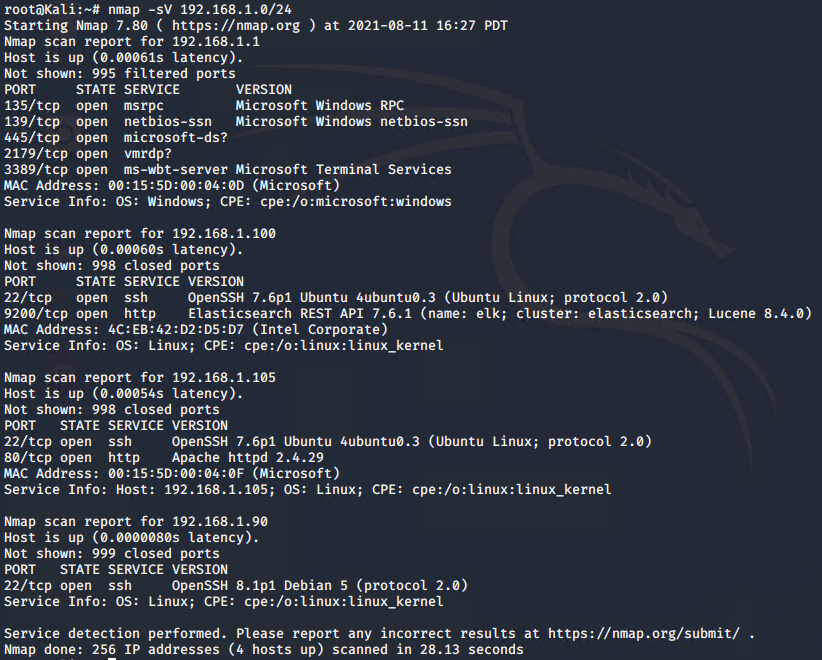 root@Kali:~# nmap -sV 192.168.1.0/24
Starting Nmap 7.80 ( https://nmap.org ) at 2021-08-11 16:27 PDT
Nmap scan report for 192.168.1.1
Host is up (0.00061s latency).
Not shown: 995 filtered ports
PORT     STATE SERVICE       VERSION
135/tcp  open  msrpc         Microsoft Windows RPC
139/tcp  open  netbios-ssn   Microsoft Windows netbios-ssn
445/tcp  open  microsoft-ds?
2179/tcp open  vmrdp?
3389/tcp open  ms-wbt-server Microsoft Terminal Services
MAC Address: 00:15:5D:00:04:0D (Microsoft)
Service Info: OS: Windows; CPE: cpe:/o:microsoft:windows

Nmap scan report for 192.168.1.100
Host is up (0.00060s latency).
Not shown: 998 closed ports
PORT     STATE SERVICE VERSION
22/tcp   open  ssh     OpenSSH 7.6p1 Ubuntu 4ubuntu0.3 (Ubuntu Linux; protocol 2.0)
9200/tcp open  http    Elasticsearch REST API 7.6.1 (name: elk; cluster: elasticsearch; Lucene 8.4.0)
MAC Address: 4C:EB:42:D2:D5:D7 (Intel Corporate)
Service Info: OS: Linux; CPE: cpe:/o:linux:linux_kernel

Nmap scan report for 192.168.1.105
Host is up (0.00054s latency).
Not shown: 998 closed ports
PORT   STATE SERVICE VERSION
22/tcp open  ssh     OpenSSH 7.6p1 Ubuntu 4ubuntu0.3 (Ubuntu Linux; protocol 2.0)
80/tcp open  http    Apache httpd 2.4.29
MAC Address: 00:15:5D:00:04:0F (Microsoft)
Service Info: Host: 192.168.1.105; OS: Linux; CPE: cpe:/o:linux:linux_kernel

Nmap scan report for 192.168.1.90
Host is up (0.0000080s latency).
Not shown: 999 closed ports
PORT   STATE SERVICE VERSION
22/tcp open  ssh     OpenSSH 8.1p1 Debian 5 (protocol 2.0)
Service Info: OS: Linux; CPE: cpe:/o:linux:linux_kernel

Service detection performed. Please report any incorrect results at https://nmap.org/submit/ .
Nmap done: 256 IP addresses (4 hosts up) scanned in 28.13 seconds